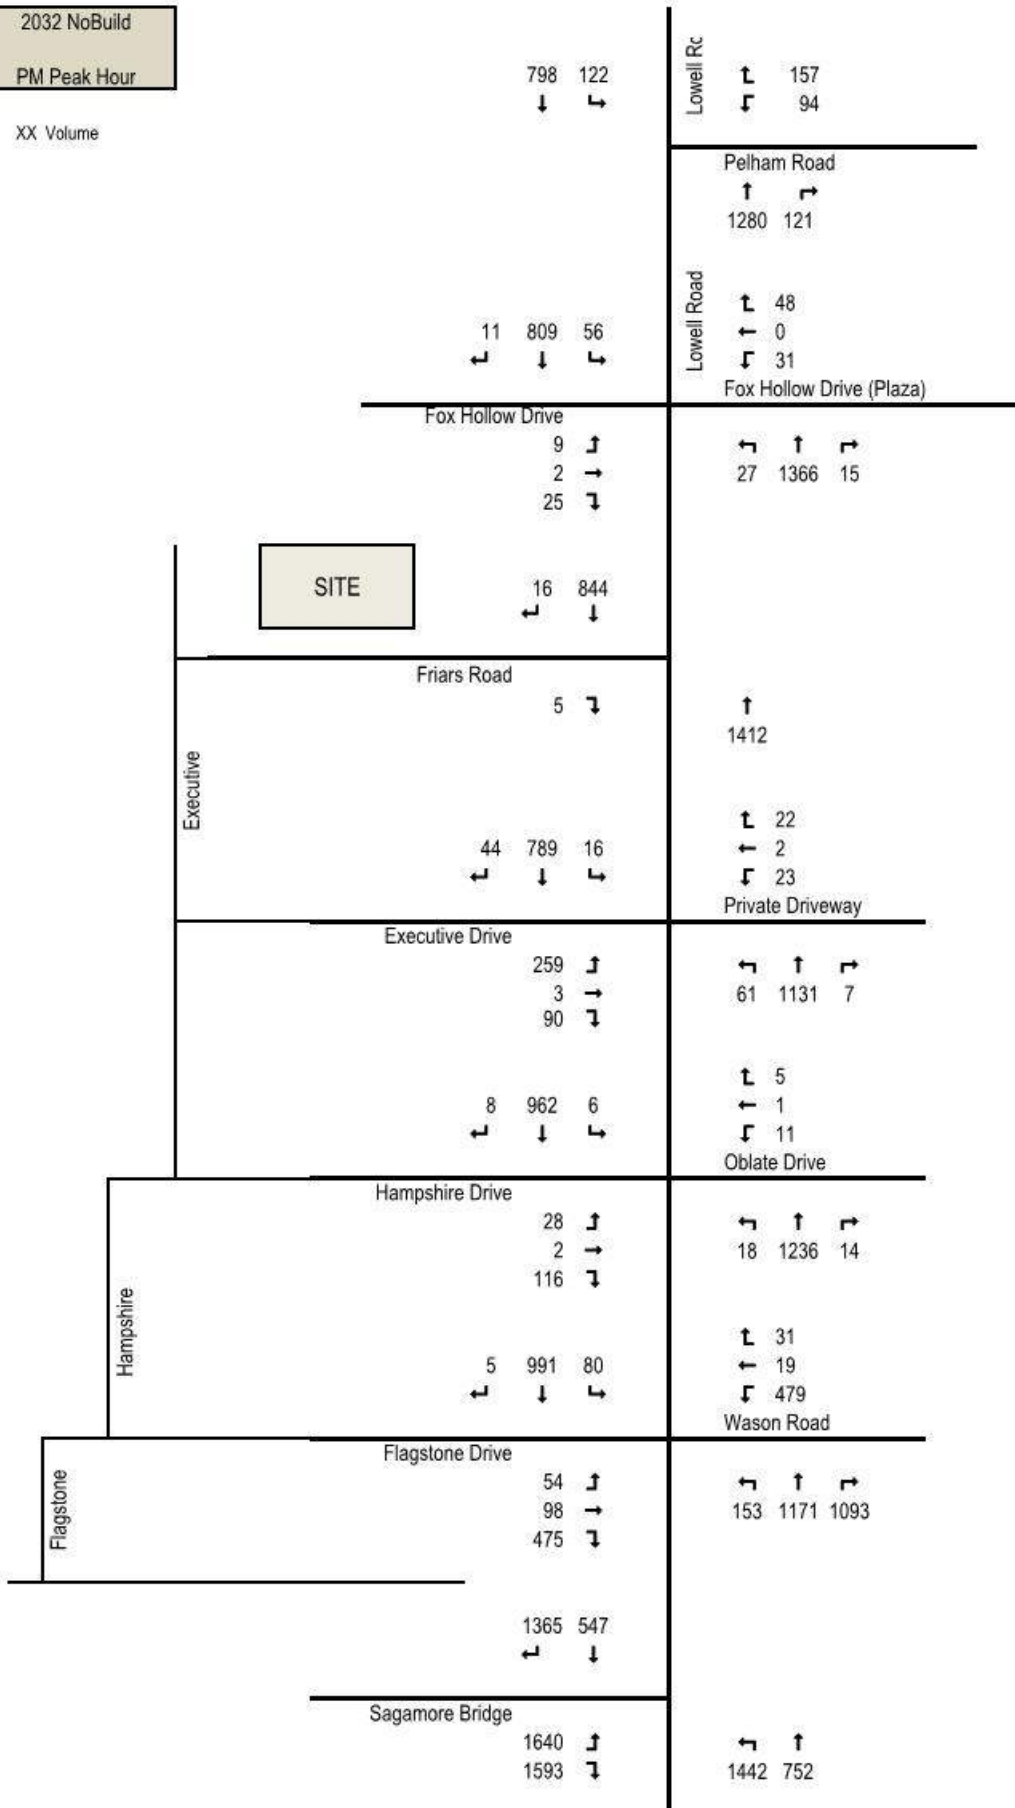 2032 NoBuild
PM Peak Hour
XX Volume
798 122
Lowell Rc
157
94
Pelham Road
1280 121
Lowell Road
11 809 56
48
0
31
Fox Hollow Drive (Plaza)
Fox Hollow Drive
9
2
25
27 1366 15
SITE
16 844
Friars Road
5
1412
Executive
44 789 16
22
2
23
Private Driveway
Executive Drive
259
3
90
61 1131 7
8 962 6
5
1
11
Oblate Drive
Hampshire Drive
28
2
116
18 1236 14
Hampshire
5 991 80
31
19
479
Wason Road
Flagstone Drive
54
98
475
153 1171 1093
Flagstone
1365 547
Sagamore Bridge
1640
1593
1442 752